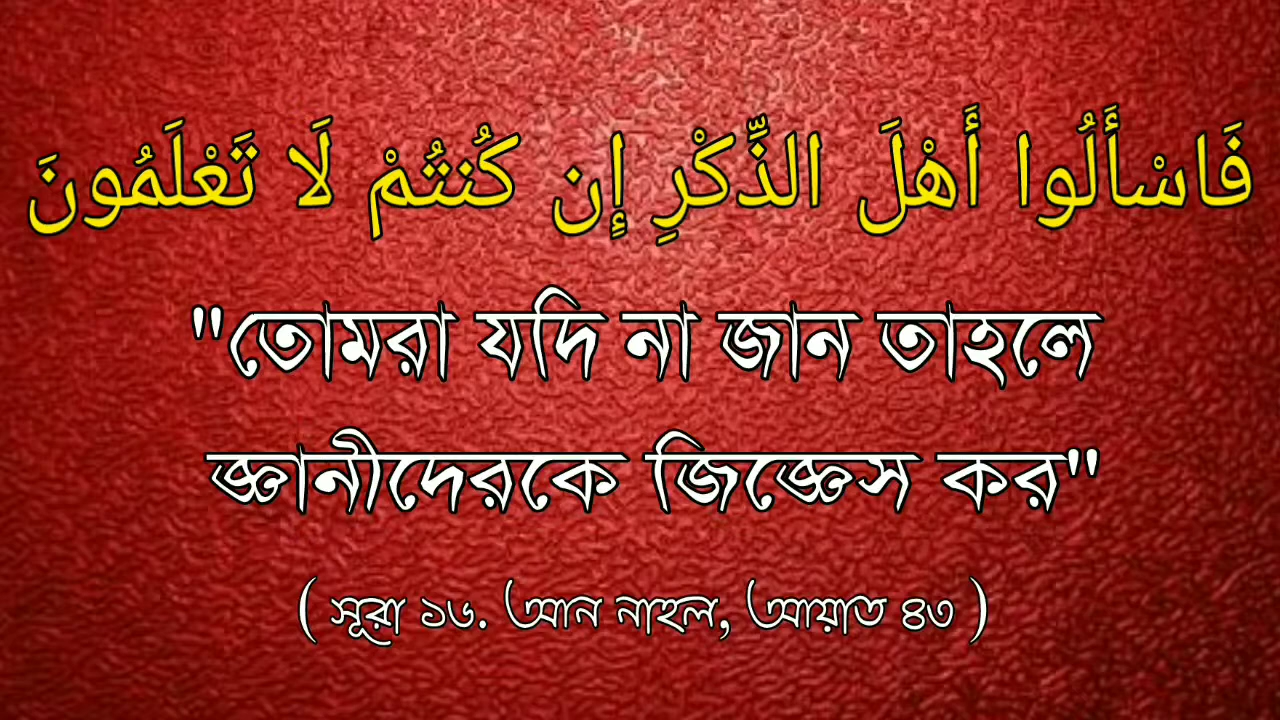 فَاسْأَلُوا أَهْلَ الذِّكْرِ إِن كُنتُمْ لَا تَعْلَمُونَ
"তোমরা যদি না জান তাহলে
জ্ঞানীদেরকে জিজ্ঞেস কর"
( সূরা ১৬. আন নাহল, আয়াত ৪৩ )